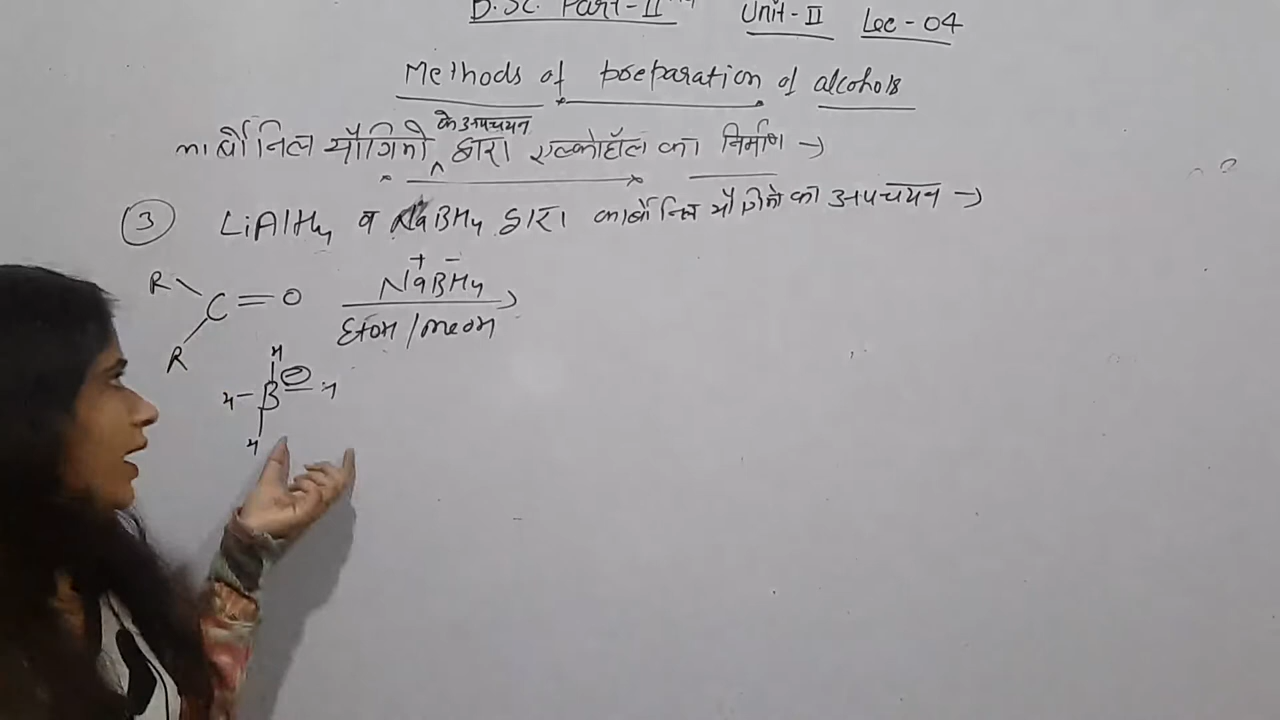 B.Sc. Part-II Unit-II Lec-04
Methods of preparation of alcohols
कार्बोनिल यौगिको के अपचयन द्वारा एल्कोहॉल का निर्माण →
③ LiAlH4 व NaBH4 द्वारा कार्बोनिल यौगिको का अपचयन →
R + -
C=O NaBH4
R EtOH/MeOH
H
H-B ⊖ H
H